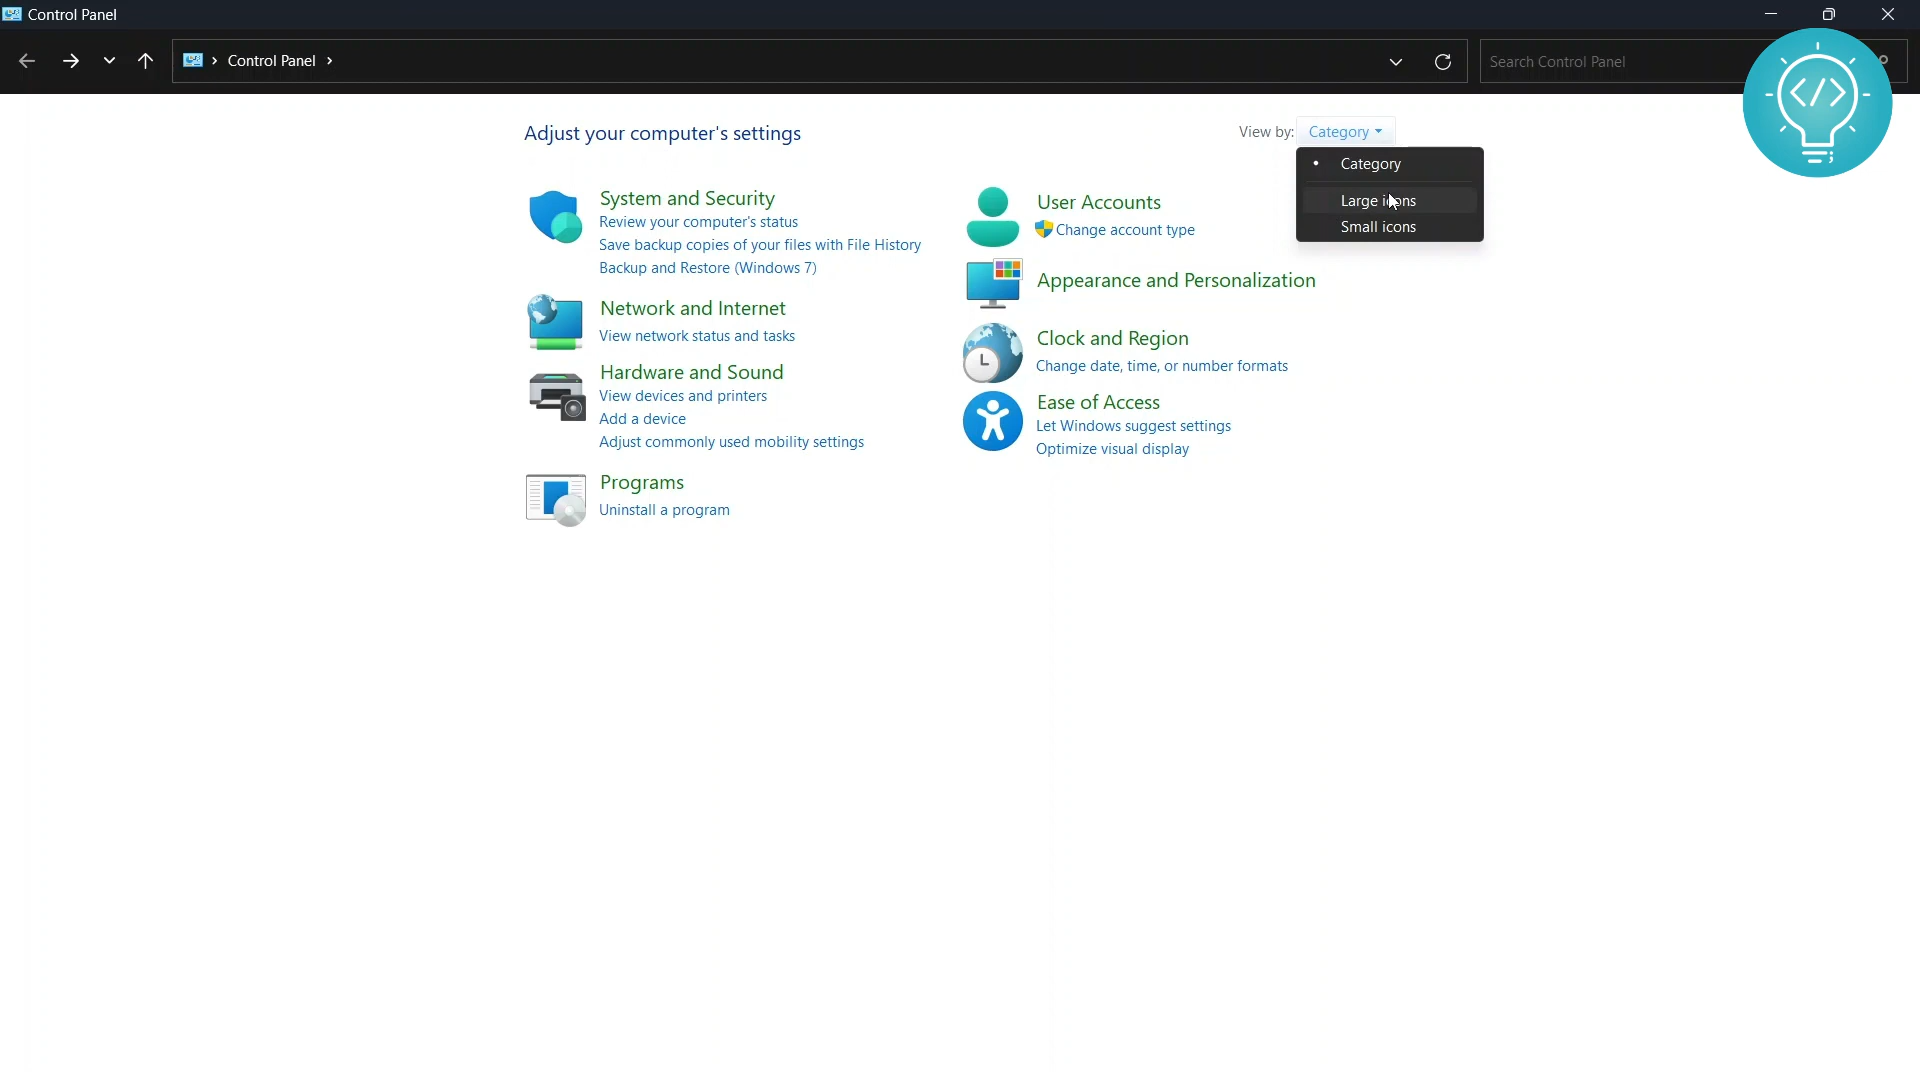 Control Panel
Control Panel
Search Control Panel
</>
Adjust your computer's settings
View by: Category
Category
Large icons
Small icons
System and Security
Review your computer's status
Save backup copies of your files with File History
Backup and Restore (Windows 7)
Network and Internet
View network status and tasks
Hardware and Sound
View devices and printers
Add a device
Adjust commonly used mobility settings
Programs
Uninstall a program
User Accounts
Change account type
Appearance and Personalization
Clock and Region
Change date, time, or number formats
Ease of Access
Let Windows suggest settings
Optimize visual display